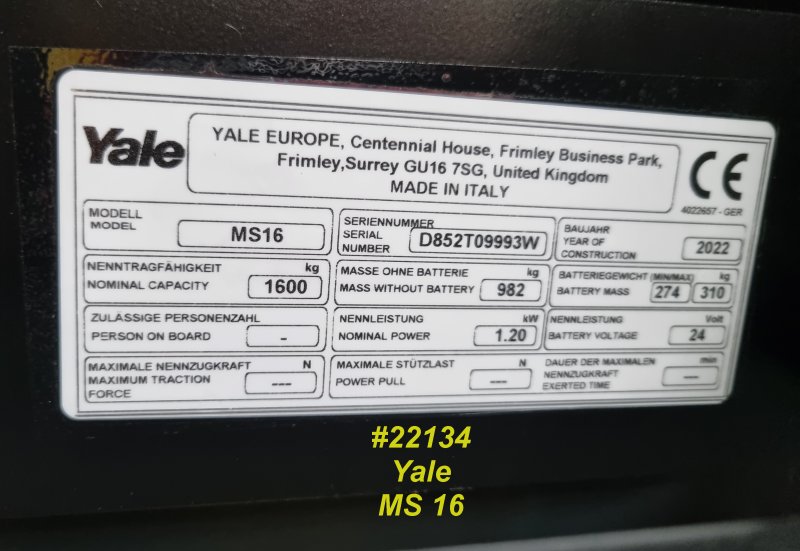 Yale
YALE EUROPE, Centennial House, Frimley Business Park,
Frimley,Surrey GU16 7SG, United Kingdom
MADE IN ITALY
CE
4022657 - GER
MODELL
MODEL
MS16
SERIENNUMMER
SERIAL
NUMBER
D852T09993W
BAUJAHR
YEAR OF
CONSTRUCTION
2022
NENNTRAGFÄHIGKEIT kg
NOMINAL CAPACITY 1600
MASSE OHNE BATTERIE kg
MASS WITHOUT BATTERY 982
BATTERIEGEWICHT (MIN/MAX) kg
BATTERY MASS 274 310
ZULÄSSIGE PERSONENZAHL
PERSON ON BOARD -
NENNLEISTUNG kW
NOMINAL POWER 1.20
NENNLEISTUNG Volt
BATTERY VOLTAGE 24
MAXIMALE NENNZUGKRAFT N
MAXIMUM TRACTION ---
FORCE
MAXIMALE STÜTZLAST N
POWER PULL ---
DAUER DER MAXIMALEN min
NENNZUGKRAFT ---
EXERTED TIME
#22134
Yale
MS 16